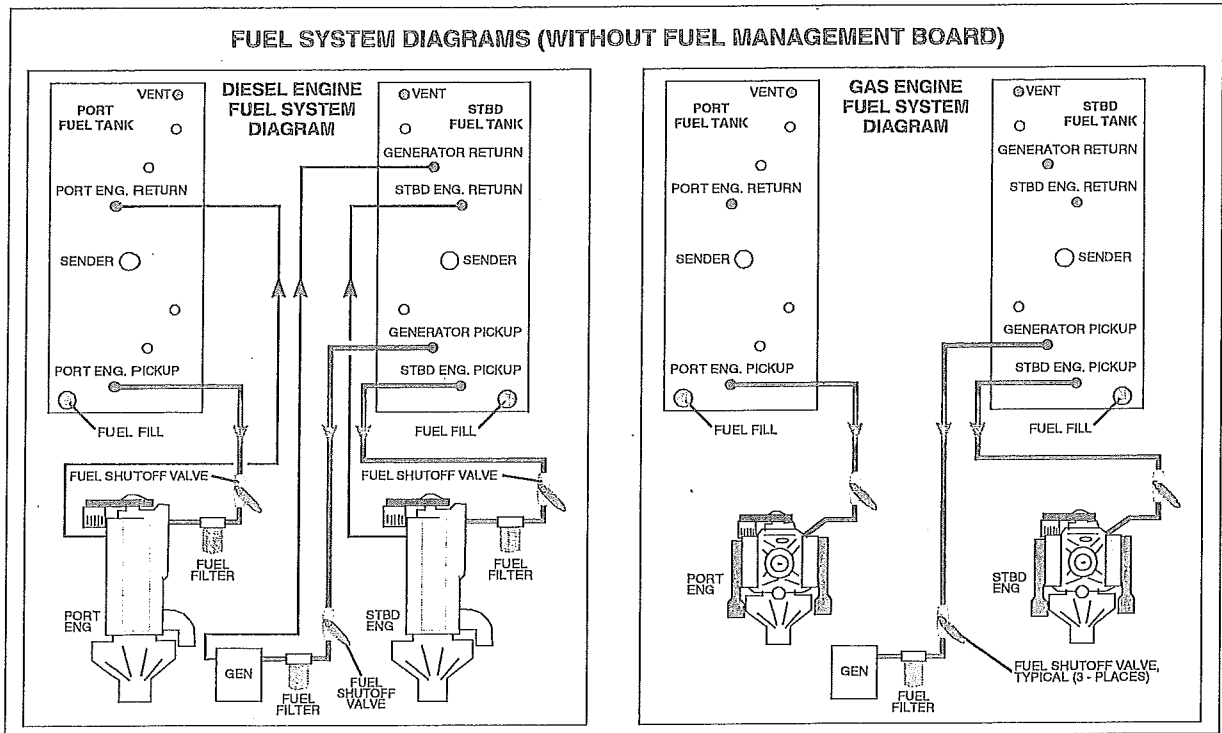 FUEL SYSTEM DIAGRAMS (WITHOUT FUEL MANAGEMENT BOARD)
DIESEL ENGINE
FUEL SYSTEM
DIAGRAM
VENT
PORT
FUEL TANK
PORT ENG. RETURN
SENDER
PORT ENG. PICKUP
FUEL FILL
FUEL SHUTOFF VALVE
FUEL
FILTER
PORT
ENG
STBD
FUEL TANK
GENERATOR RETURN
STBD ENG. RETURN
SENDER
GENERATOR PICKUP
STBD ENG. PICKUP
FUEL FILL
FUEL SHUTOFF VALVE
FUEL
FILTER
STBD
ENG
GEN
FUEL
FILTER
FUEL
SHUTOFF
VALVE
GAS ENGINE
FUEL SYSTEM
DIAGRAM
VENT
PORT
FUEL TANK
PORT ENG. RETURN
SENDER
PORT ENG. PICKUP
FUEL FILL
PORT
ENG
VENT
STBD
FUEL TANK
GENERATOR RETURN
STBD ENG. RETURN
SENDER
GENERATOR PICKUP
STBD ENG. PICKUP
FUEL FILL
STBD
ENG
GEN
FUEL
FILTER
FUEL SHUTOFF VALVE,
TYPICAL (3 - PLACES)